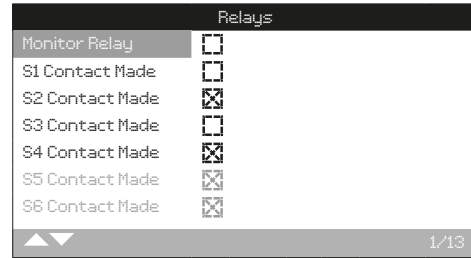 Relays
Monitor Relay
S1 Contact Made
S2 Contact Made
S3 Contact Made
S4 Contact Made
S5 Contact Made
S6 Contact Made
1/13